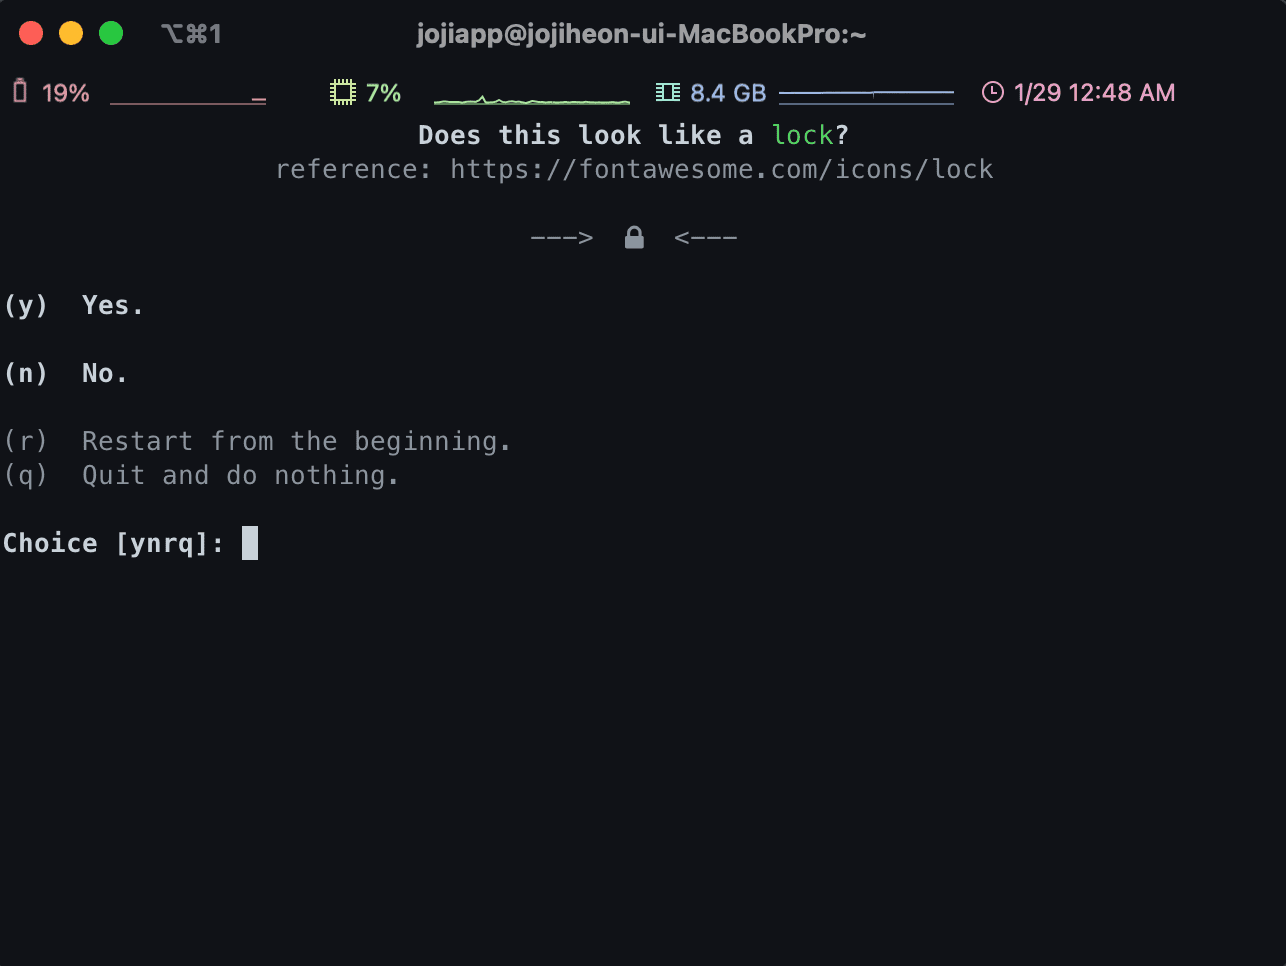 ⌥⌘1 jojiapp@jojiheon-ui-MacBookPro:~
19% 7% 8.4 GB 1/29 12:48 AM
Does this look like a lock?
reference: https://fontawesome.com/icons/lock
---> <---
(y) Yes.
(n) No.
(r) Restart from the beginning.
(q) Quit and do nothing.
Choice [ynrq]: